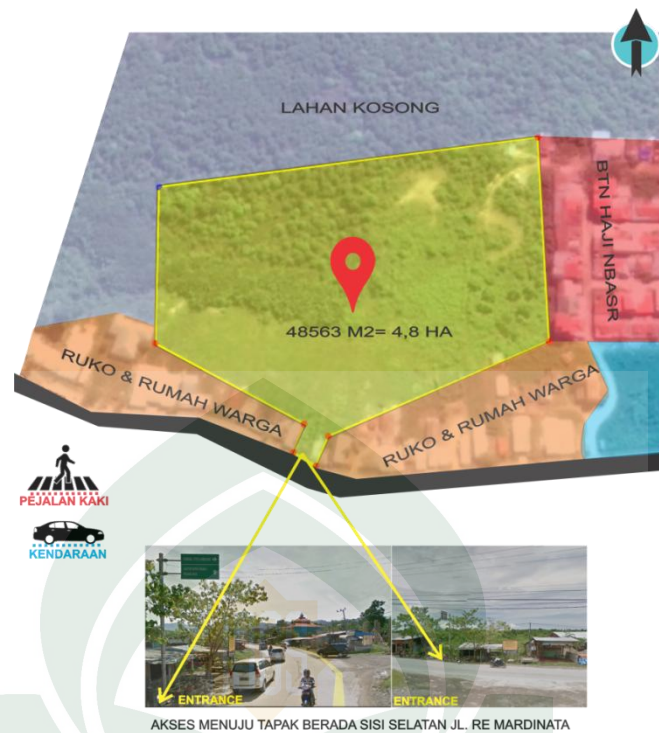 LAHAN KOSONG
BTN HAJI NBASR
48563 M2= 4,8 HA
RUKO & RUMAH WARGA
RUKO & RUMAH WARGA
PEJALAN KAKI
KENDARAAN
ENTRANCE
ENTRANCE
AKSES MENUJU TAPAK BERADA SISI SELATAN JL. RE MARDINATA